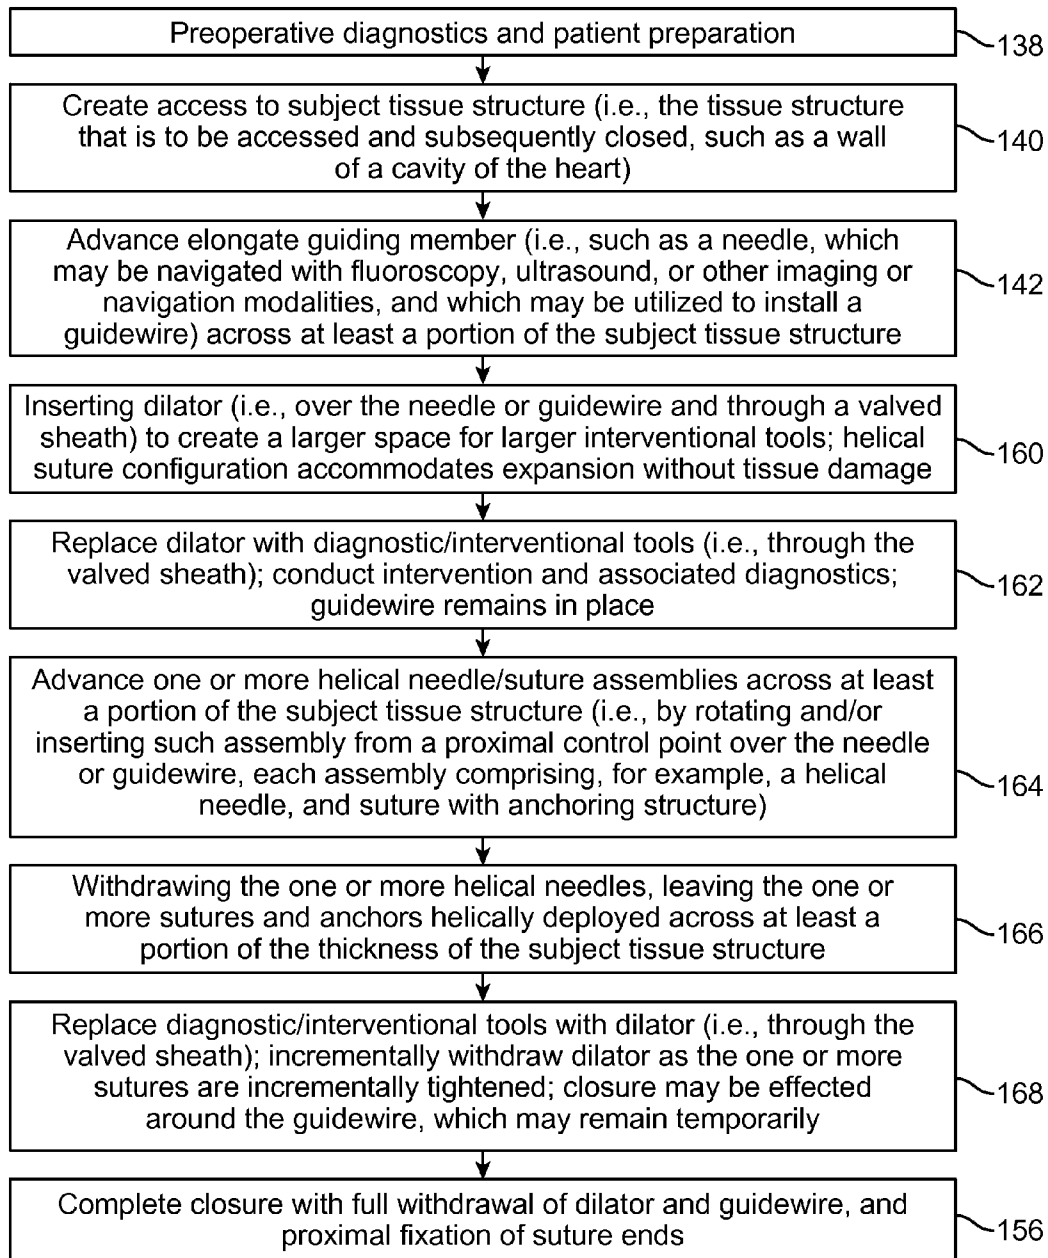 Preoperative diagnostics and patient preparation
138
Create access to subject tissue structure (i.e., the tissue structure
that is to be accessed and subsequently closed, such as a wall
of a cavity of the heart)
140
Advance elongate guiding member (i.e., such as a needle, which
may be navigated with fluoroscopy, ultrasound, or other imaging or
navigation modalities, and which may be utilized to install a
guidewire) across at least a portion of the subject tissue structure
142
Inserting dilator (i.e., over the needle or guidewire and through a valved
sheath) to create a larger space for larger interventional tools; helical
suture configuration accommodates expansion without tissue damage
160
Replace dilator with diagnostic/interventional tools (i.e., through the
valved sheath); conduct intervention and associated diagnostics;
guidewire remains in place
162
Advance one or more helical needle/suture assemblies across at least
a portion of the subject tissue structure (i.e., by rotating and/or
inserting such assembly from a proximal control point over the needle
or guidewire, each assembly comprising, for example, a helical
needle, and suture with anchoring structure)
164
Withdrawing the one or more helical needles, leaving the one or
more sutures and anchors helically deployed across at least a
portion of the thickness of the subject tissue structure
166
Replace diagnostic/interventional tools with dilator (i.e., through the
valved sheath); incrementally withdraw dilator as the one or more
sutures are incrementally tightened; closure may be effected
around the guidewire, which may remain temporarily
168
Complete closure with full withdrawal of dilator and guidewire, and
proximal fixation of suture ends
156